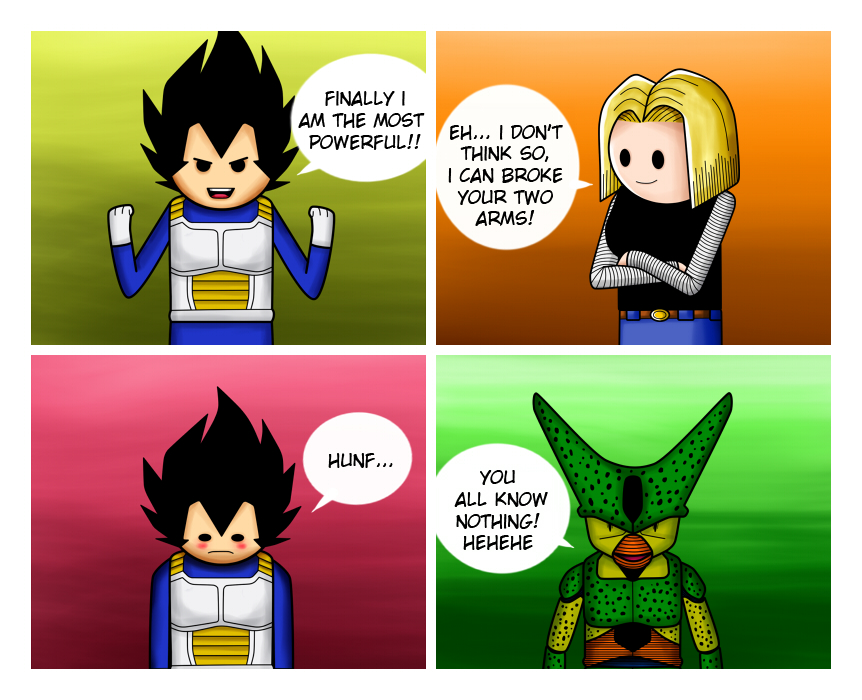 FINALLY I
AM THE MOST
POWERFUL!!
EH... I DON'T
THINK SO,
I CAN BROKE
YOUR TWO
ARMS!
HUNF...
YOU
ALL KNOW
NOTHING!
HEHEHE